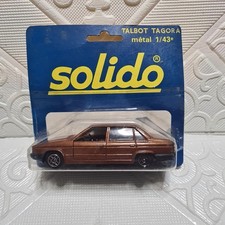 TALBOT TAGORA
métal 1/43e
solido®